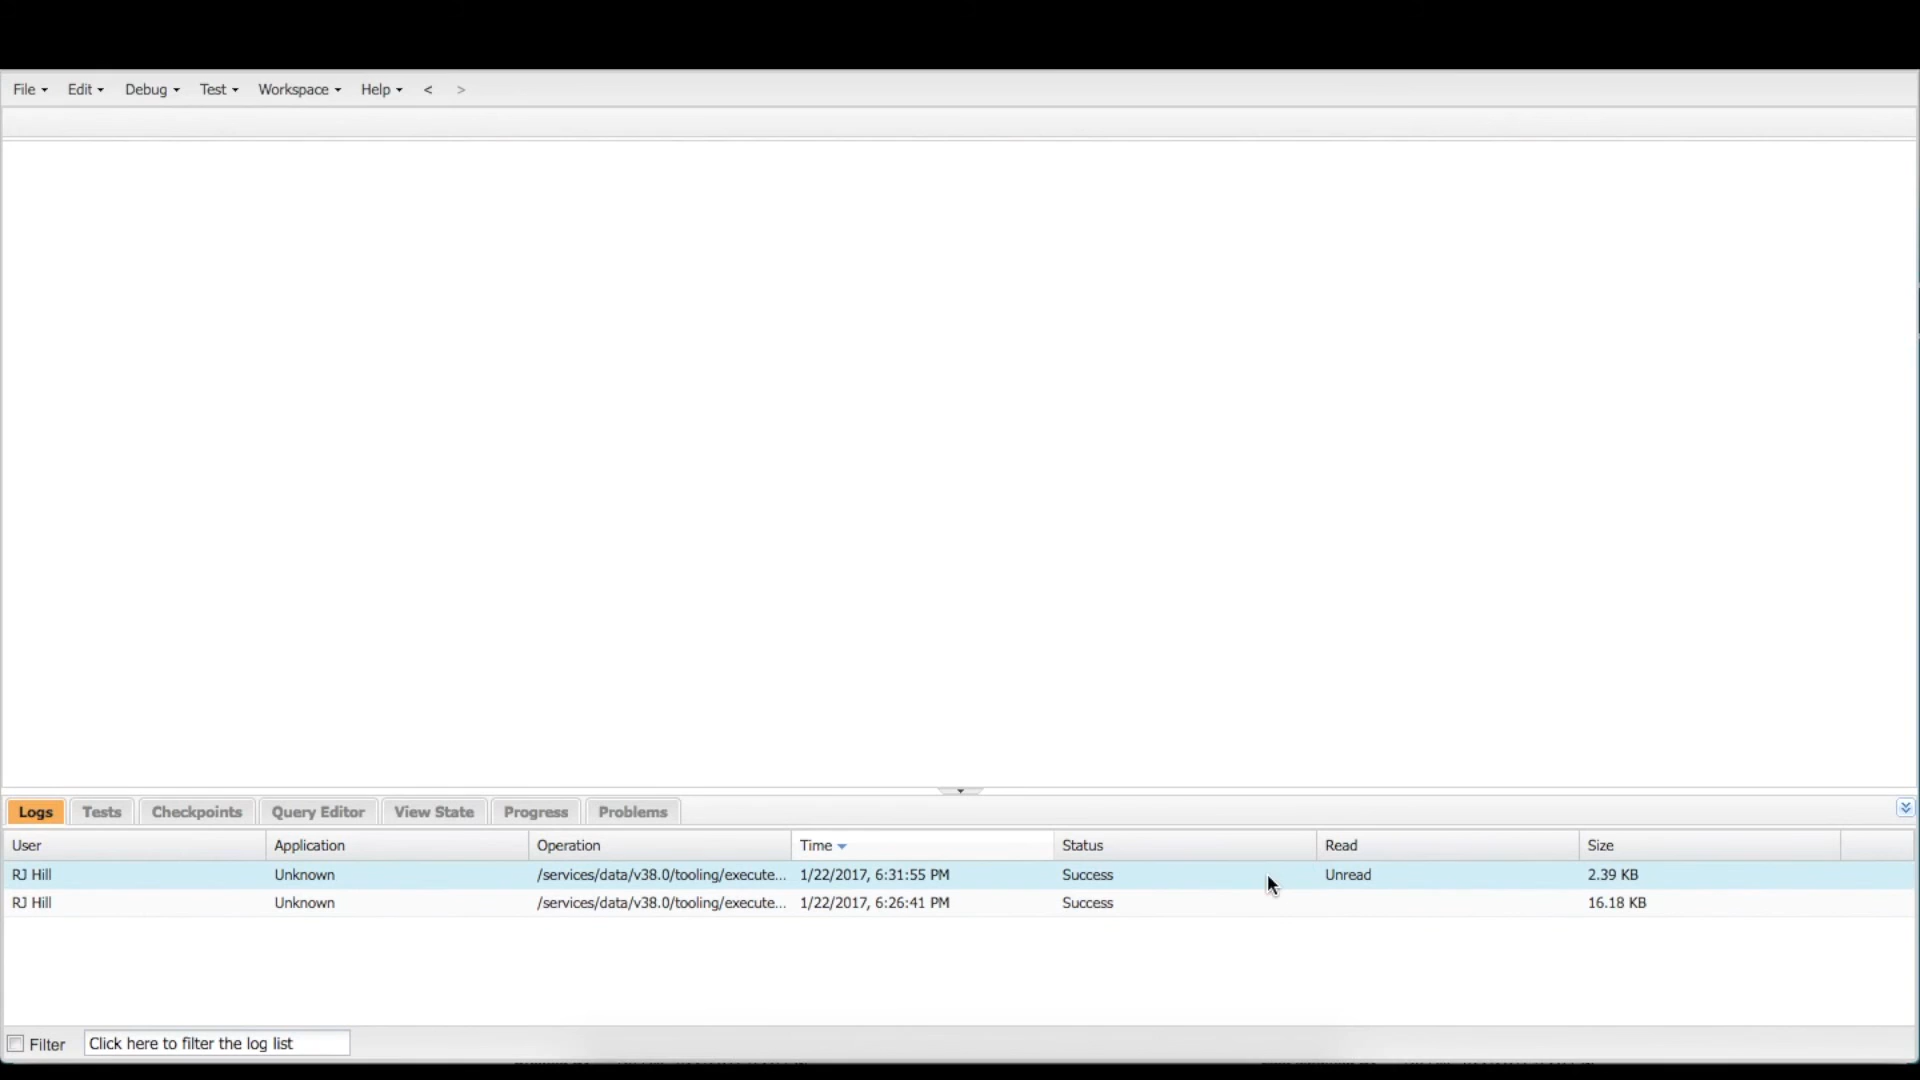 File Edit Debug Test Workspace Help < >
Logs Tests Checkpoints Query Editor View State Progress Problems
User Application Operation Time Status Read Size
RJ Hill Unknown /services/data/v38.0/tooling/execute... 1/22/2017, 6:31:55 PM Success Unread 2.39 KB
RJ Hill Unknown /services/data/v38.0/tooling/execute... 1/22/2017, 6:26:41 PM Success 16.18 KB
Filter Click here to filter the log list